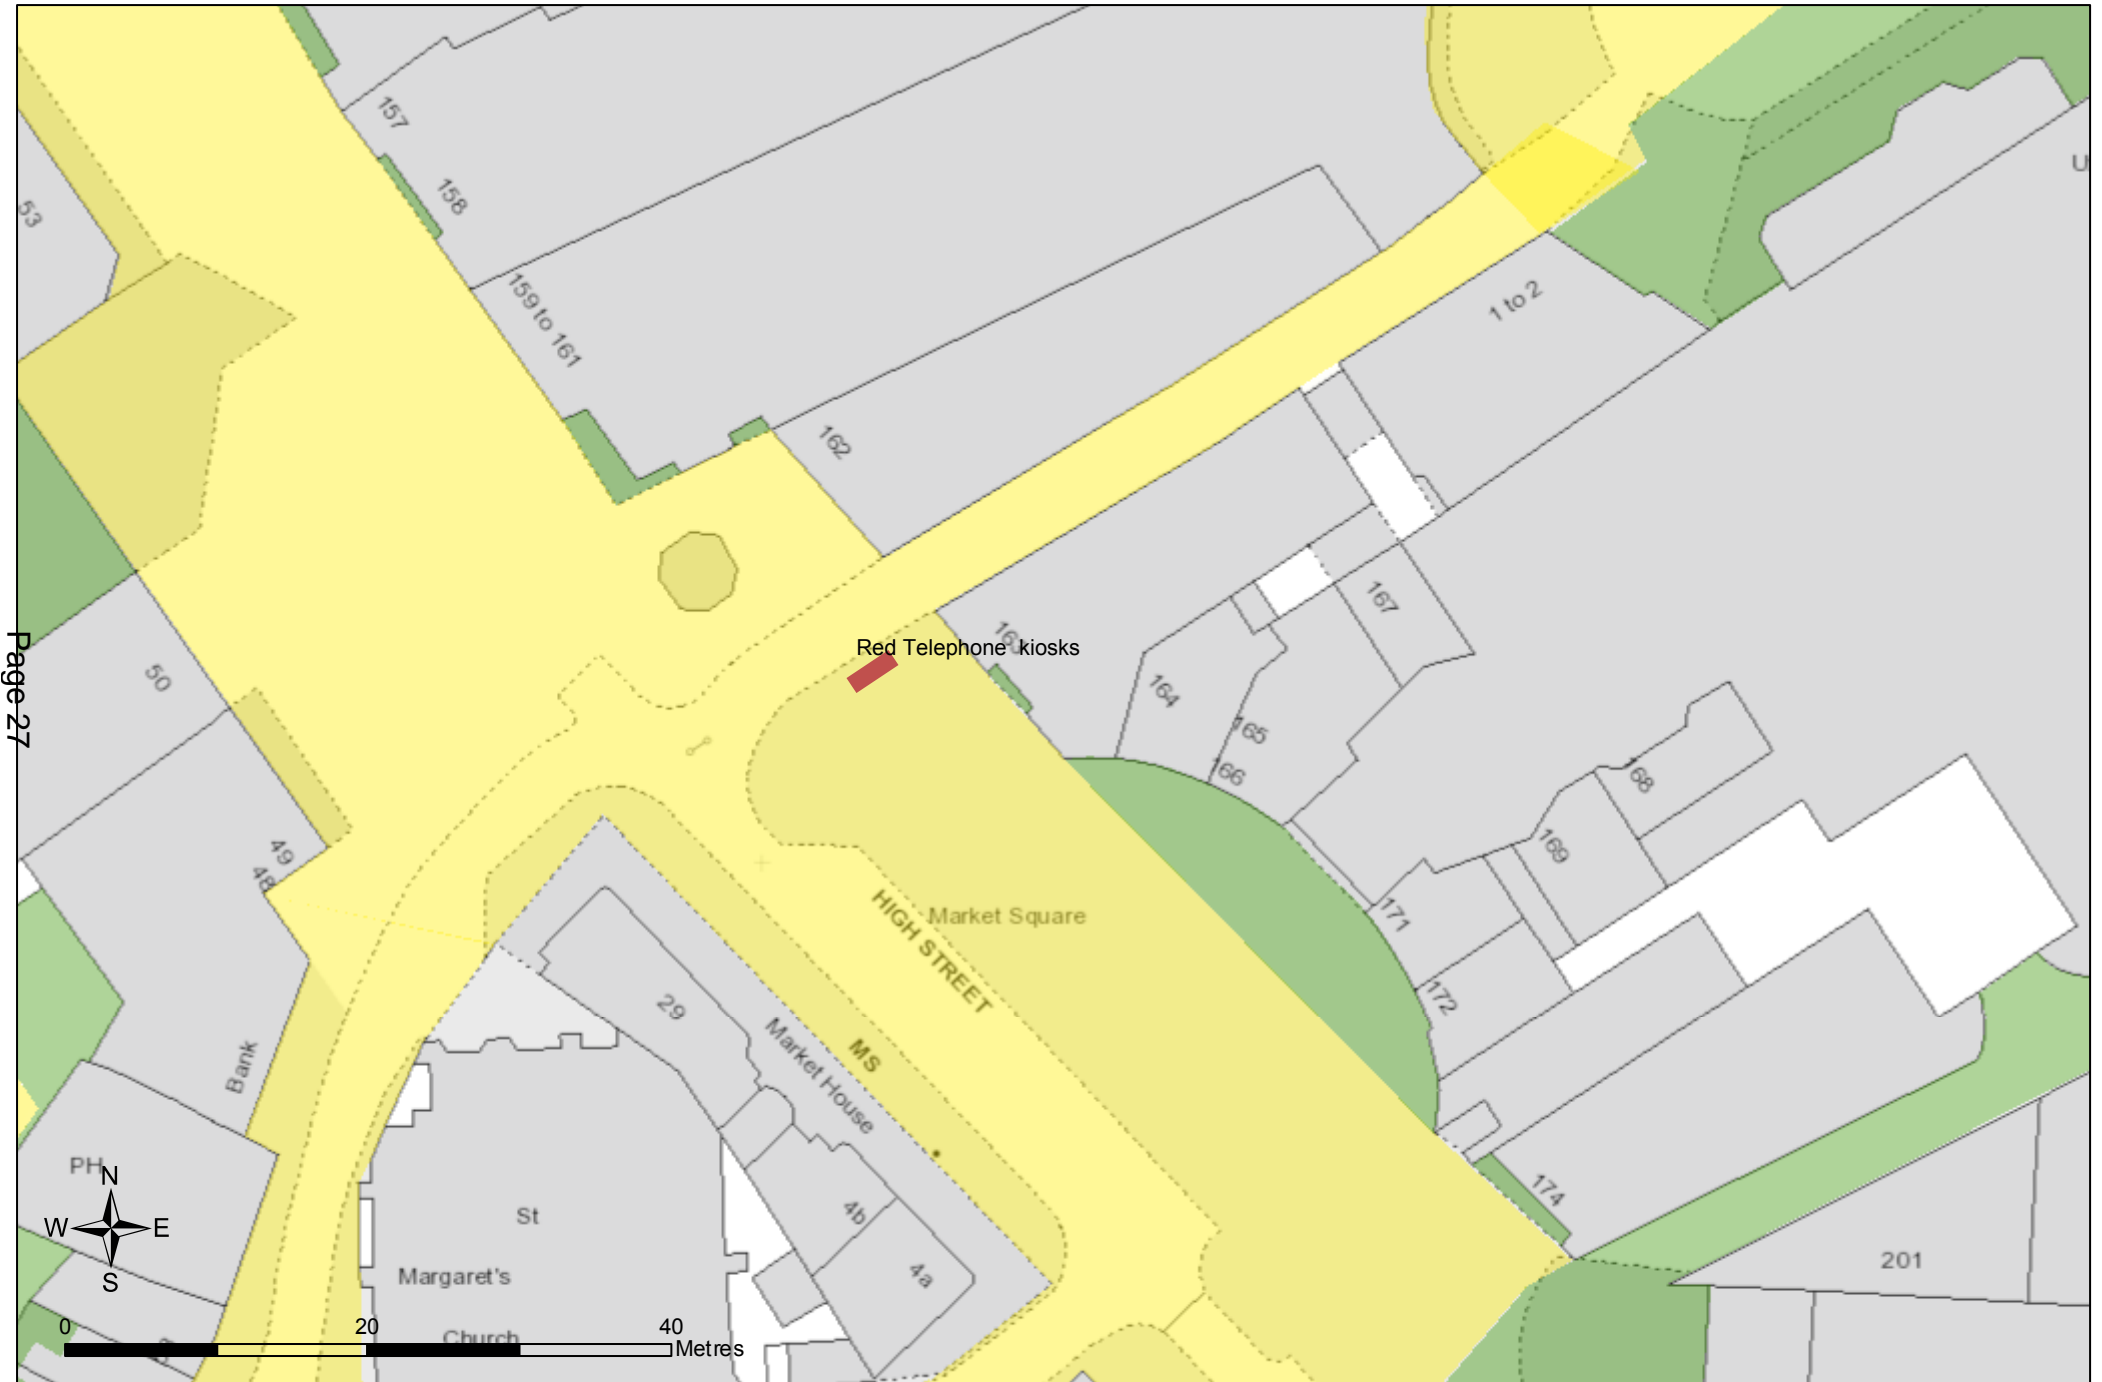 157
158
53
U
159 to 161
1 to 2
162
167
Page 27
50
Red Telephone kiosks
164
165
166
168
49
48
169
HIGH STREET
Market Square
171
172
29
MS
Market House
Bank
PH
N
W
E
S
St
Margaret's
Church
4b
4a
174
201
0
20
40
Metres